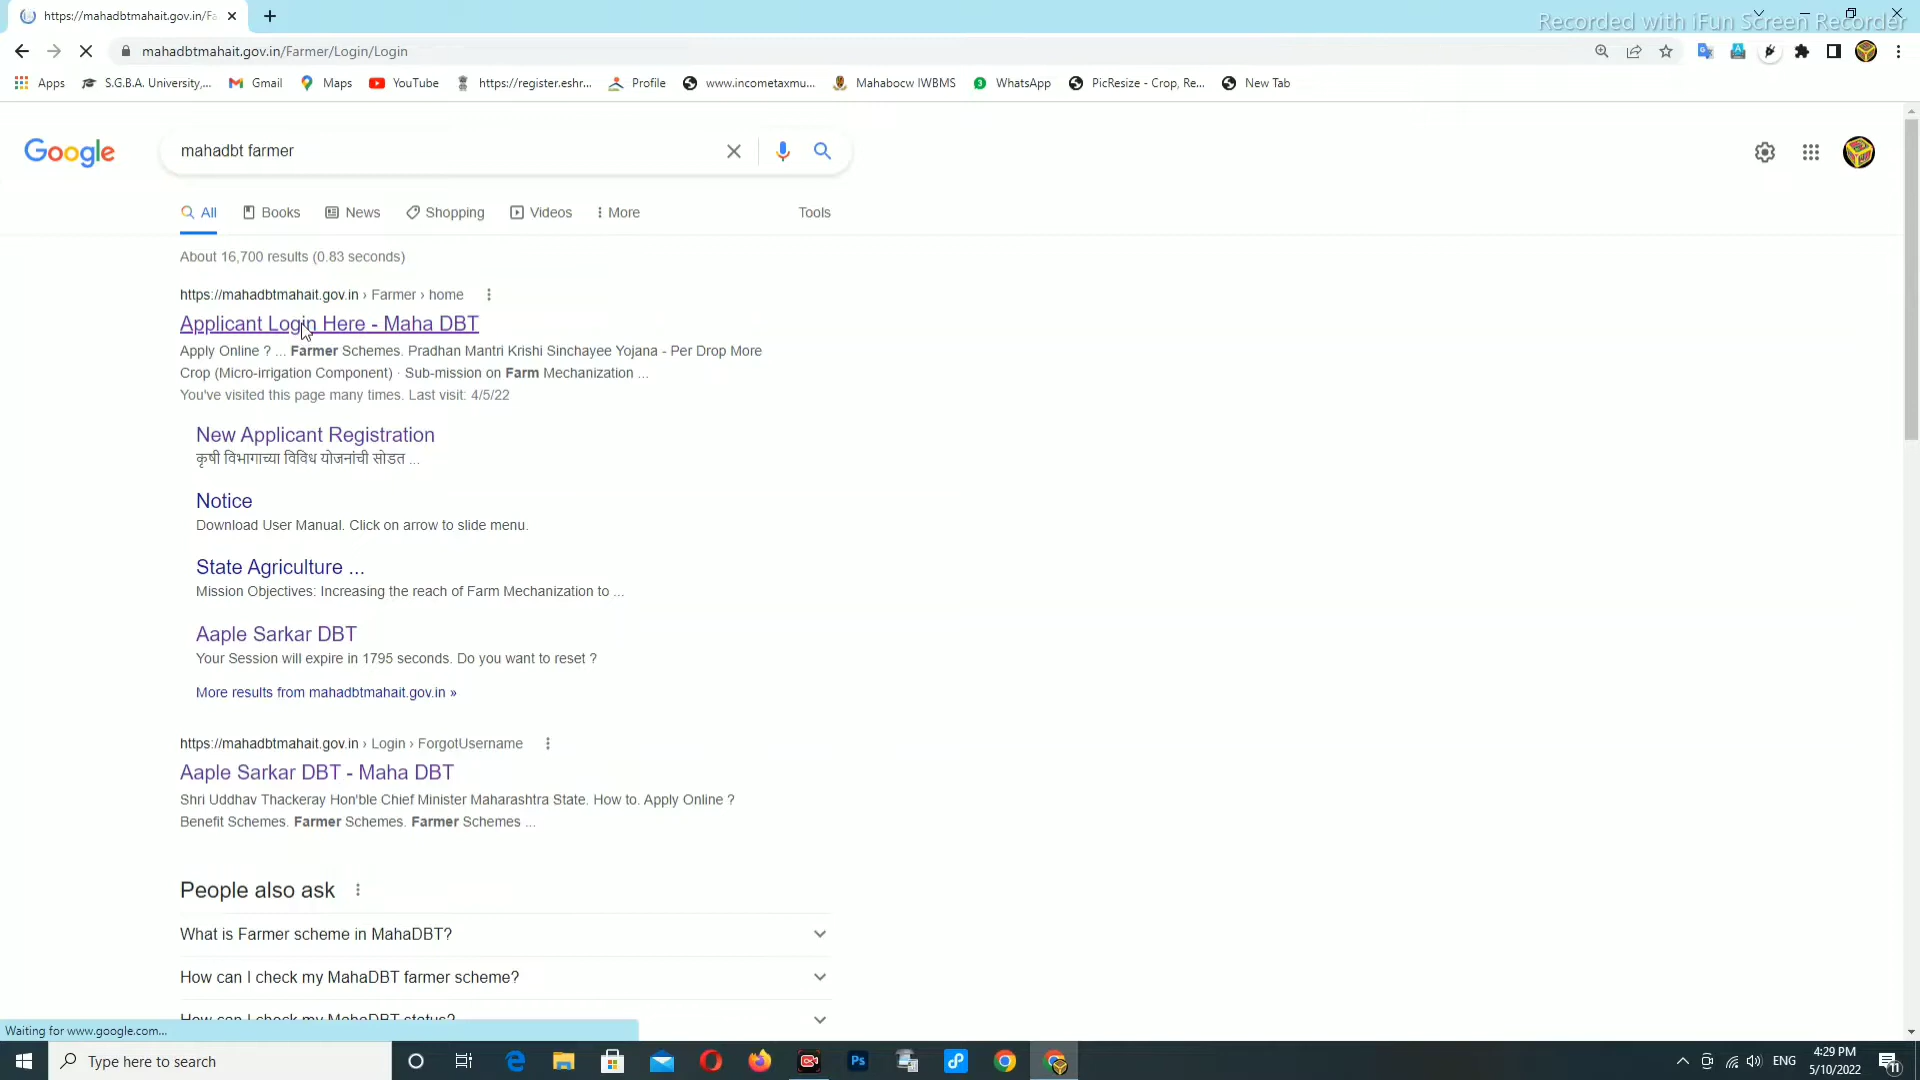 https://mahadbtmahait.gov.in/Fa
Recorded with iFun Screen Recorder
mahadbtmahait.gov.in/Farmer/Login/Login
Apps S.G.B.A. University,... Gmail Maps YouTube https://register.eshr... Profile www.incometaxmu... Mahabocw IWBMS WhatsApp PicResize - Crop, Re... New Tab
Google mahadbt farmer
All Books News Shopping Videos More Tools
About 16,700 results (0.83 seconds)
https://mahadbtmahait.gov.in › Farmer › home
Applicant Login Here - Maha DBT
Apply Online ? ... Farmer Schemes. Pradhan Mantri Krishi Sinchayee Yojana - Per Drop More
Crop (Micro-irrigation Component) · Sub-mission on Farm Mechanization ...
You've visited this page many times. Last visit: 4/5/22
New Applicant Registration
कृषी विभागाच्या विविध योजनांची सोडत ...
Notice
Download User Manual. Click on arrow to slide menu.
State Agriculture ...
Mission Objectives: Increasing the reach of Farm Mechanization to ...
Aaple Sarkar DBT
Your Session will expire in 1795 seconds. Do you want to reset ?
More results from mahadbtmahait.gov.in »
https://mahadbtmahait.gov.in › Login › ForgotUsername
Aaple Sarkar DBT - Maha DBT
Shri Uddhav Thackeray Hon'ble Chief Minister Maharashtra State. How to. Apply Online ?
Benefit Schemes. Farmer Schemes. Farmer Schemes ...
People also ask
What is Farmer scheme in MahaDBT?
How can I check my MahaDBT farmer scheme?
How can I check my MahaDBT status?
Waiting for www.google.com...
Type here to search
Ps
ENG
4:29 PM
5/10/2022
11